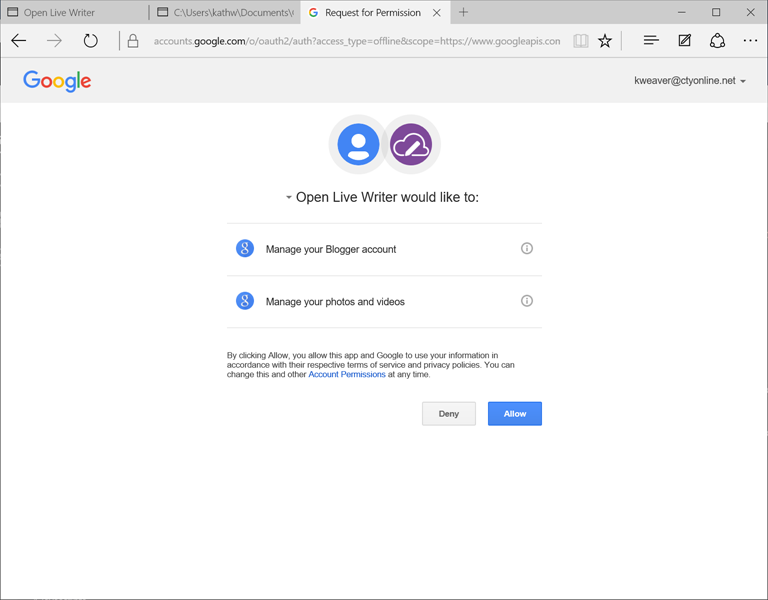 Open Live Writer
C:\Users\kathw\Documents\
Request for Permission
accounts.google.com/o/oauth2/auth?access_type=offline&scope=https://www.googleapis.con
Google
kweaver@ctyonline.net
Open Live Writer would like to:
8 Manage your Blogger account
8 Manage your photos and videos
By clicking Allow, you allow this app and Google to use your information in
accordance with their respective terms of service and privacy policies. You can
change this and other Account Permissions at any time.
Deny
Allow